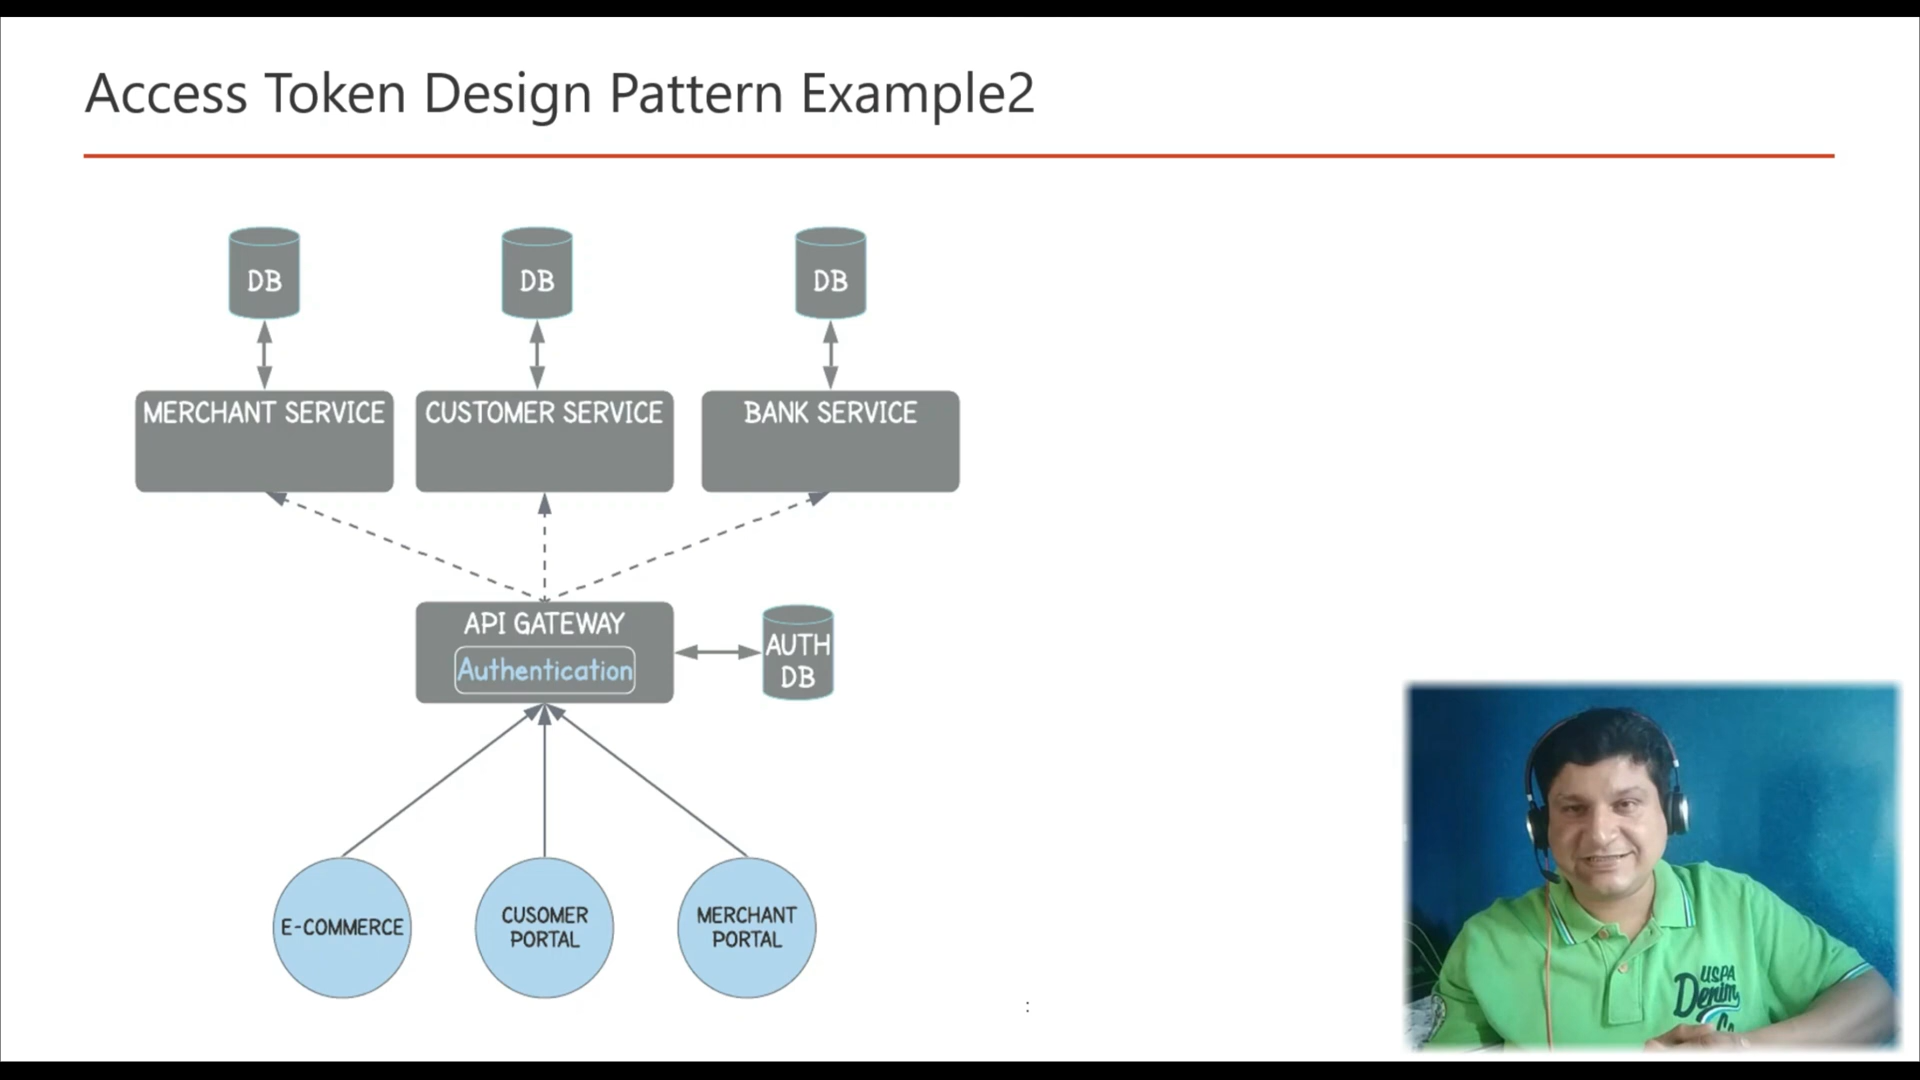 Access Token Design Pattern Example2
DB
DB
DB
MERCHANT SERVICE
CUSTOMER SERVICE
BANK SERVICE
API GATEWAY
Authentication
AUTH
DB
E-COMMERCE
CUSOMER
PORTAL
MERCHANT
PORTAL
:
USPA
Denim
Co